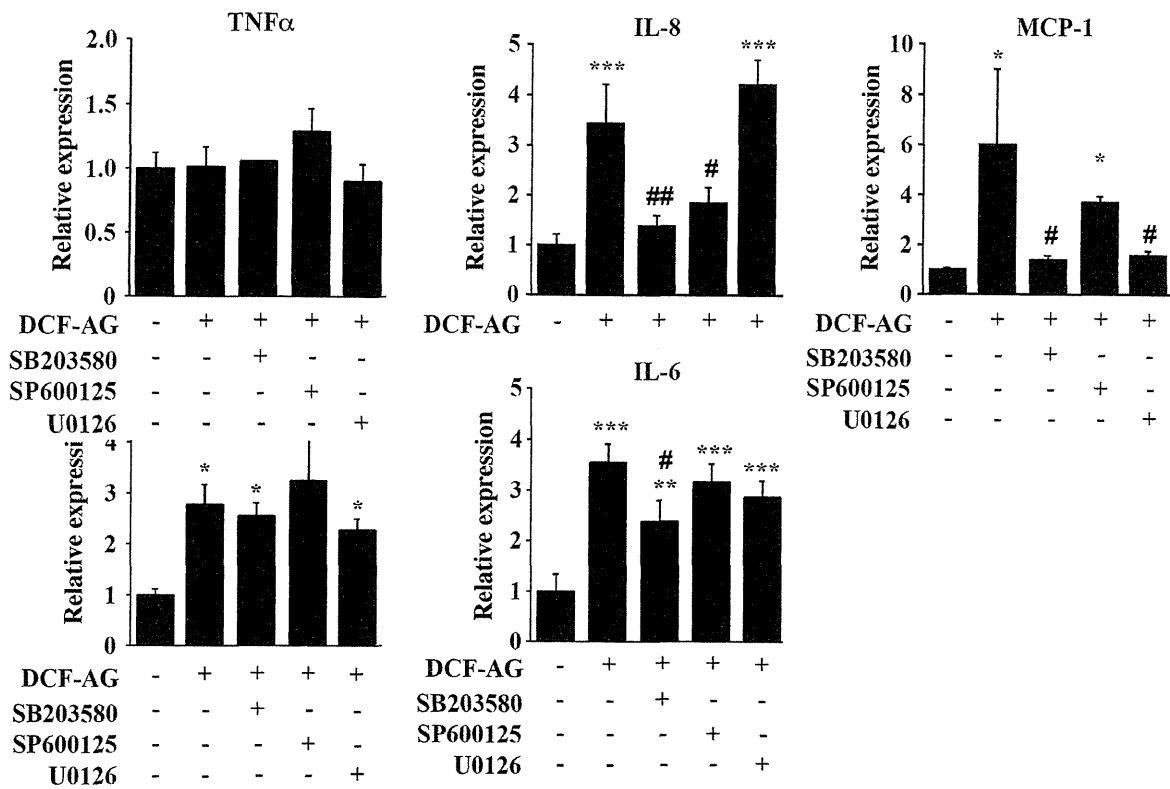 TNFα
Relative expression
2.0
1.5
1.0
0.5
0
DCF-AG - + + + +
SB203580 - - + - -
SP600125 - - - + -
U0126 - - - - +
IL-8
Relative expression
5
4
3
2
1
0
*** ## # ***
DCF-AG - + + + +
MCP-1
Relative expression
10
8
6
4
2
0
* # * #
DCF-AG - + + + +
SB203580 - - + - -
SP600125 - - - + -
U0126 - - - - +
Relative expressi
4
3
2
1
0
* * *
DCF-AG - + + + +
SB203580 - - + - -
SP600125 - - - + -
U0126 - - - - +
IL-6
Relative expression
5
4
3
2
1
0
*** # ** *** ***
DCF-AG - + + + +
SB203580 - - + - -
SP600125 - - - + -
U0126 - - - - +